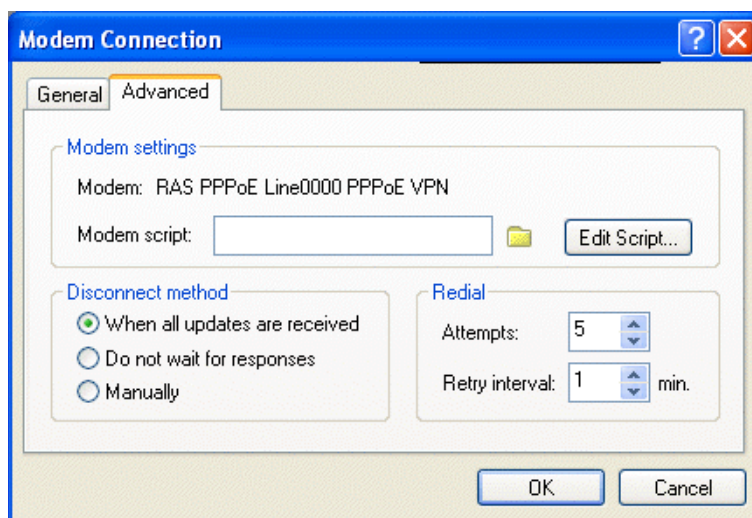 Modem Connection
General Advanced
Modem settings
Modem: RAS PPPoE Line0000 PPPoE VPN
Modem script: Edit Script...
Disconnect method
When all updates are received
Do not wait for responses
Manually
Redial
Attempts: 5
Retry interval: 1 min.
OK Cancel